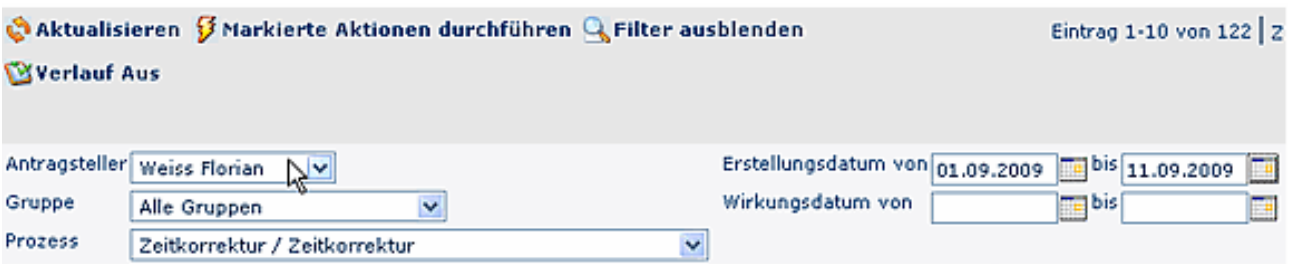 Aktualisieren Markierte Aktionen durchführen Filter ausblenden Eintrag 1-10 von 122 | Z
Verlauf Aus
Antragsteller Weiss Florian Erstellungsdatum von 01.09.2009 bis 11.09.2009
Gruppe Alle Gruppen Wirkungsdatum von bis
Prozess Zeitkorrektur / Zeitkorrektur